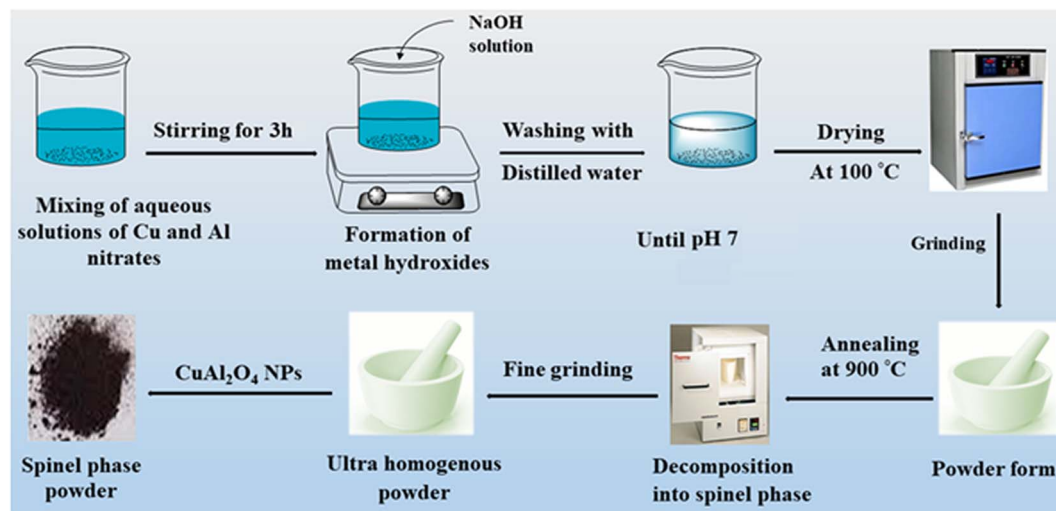 NaOH
solution
Stirring for 3h
Washing with
Distilled water
Drying
At 100 °C
Mixing of aqueous
solutions of Cu and Al
nitrates
Formation of
metal hydroxides
Until pH 7
Grinding
Annealing
at 900 °C
Fine grinding
CuAl₂O₄ NPs
Spinel phase
powder
Ultra homogenous
powder
Decomposition
into spinel phase
Powder form